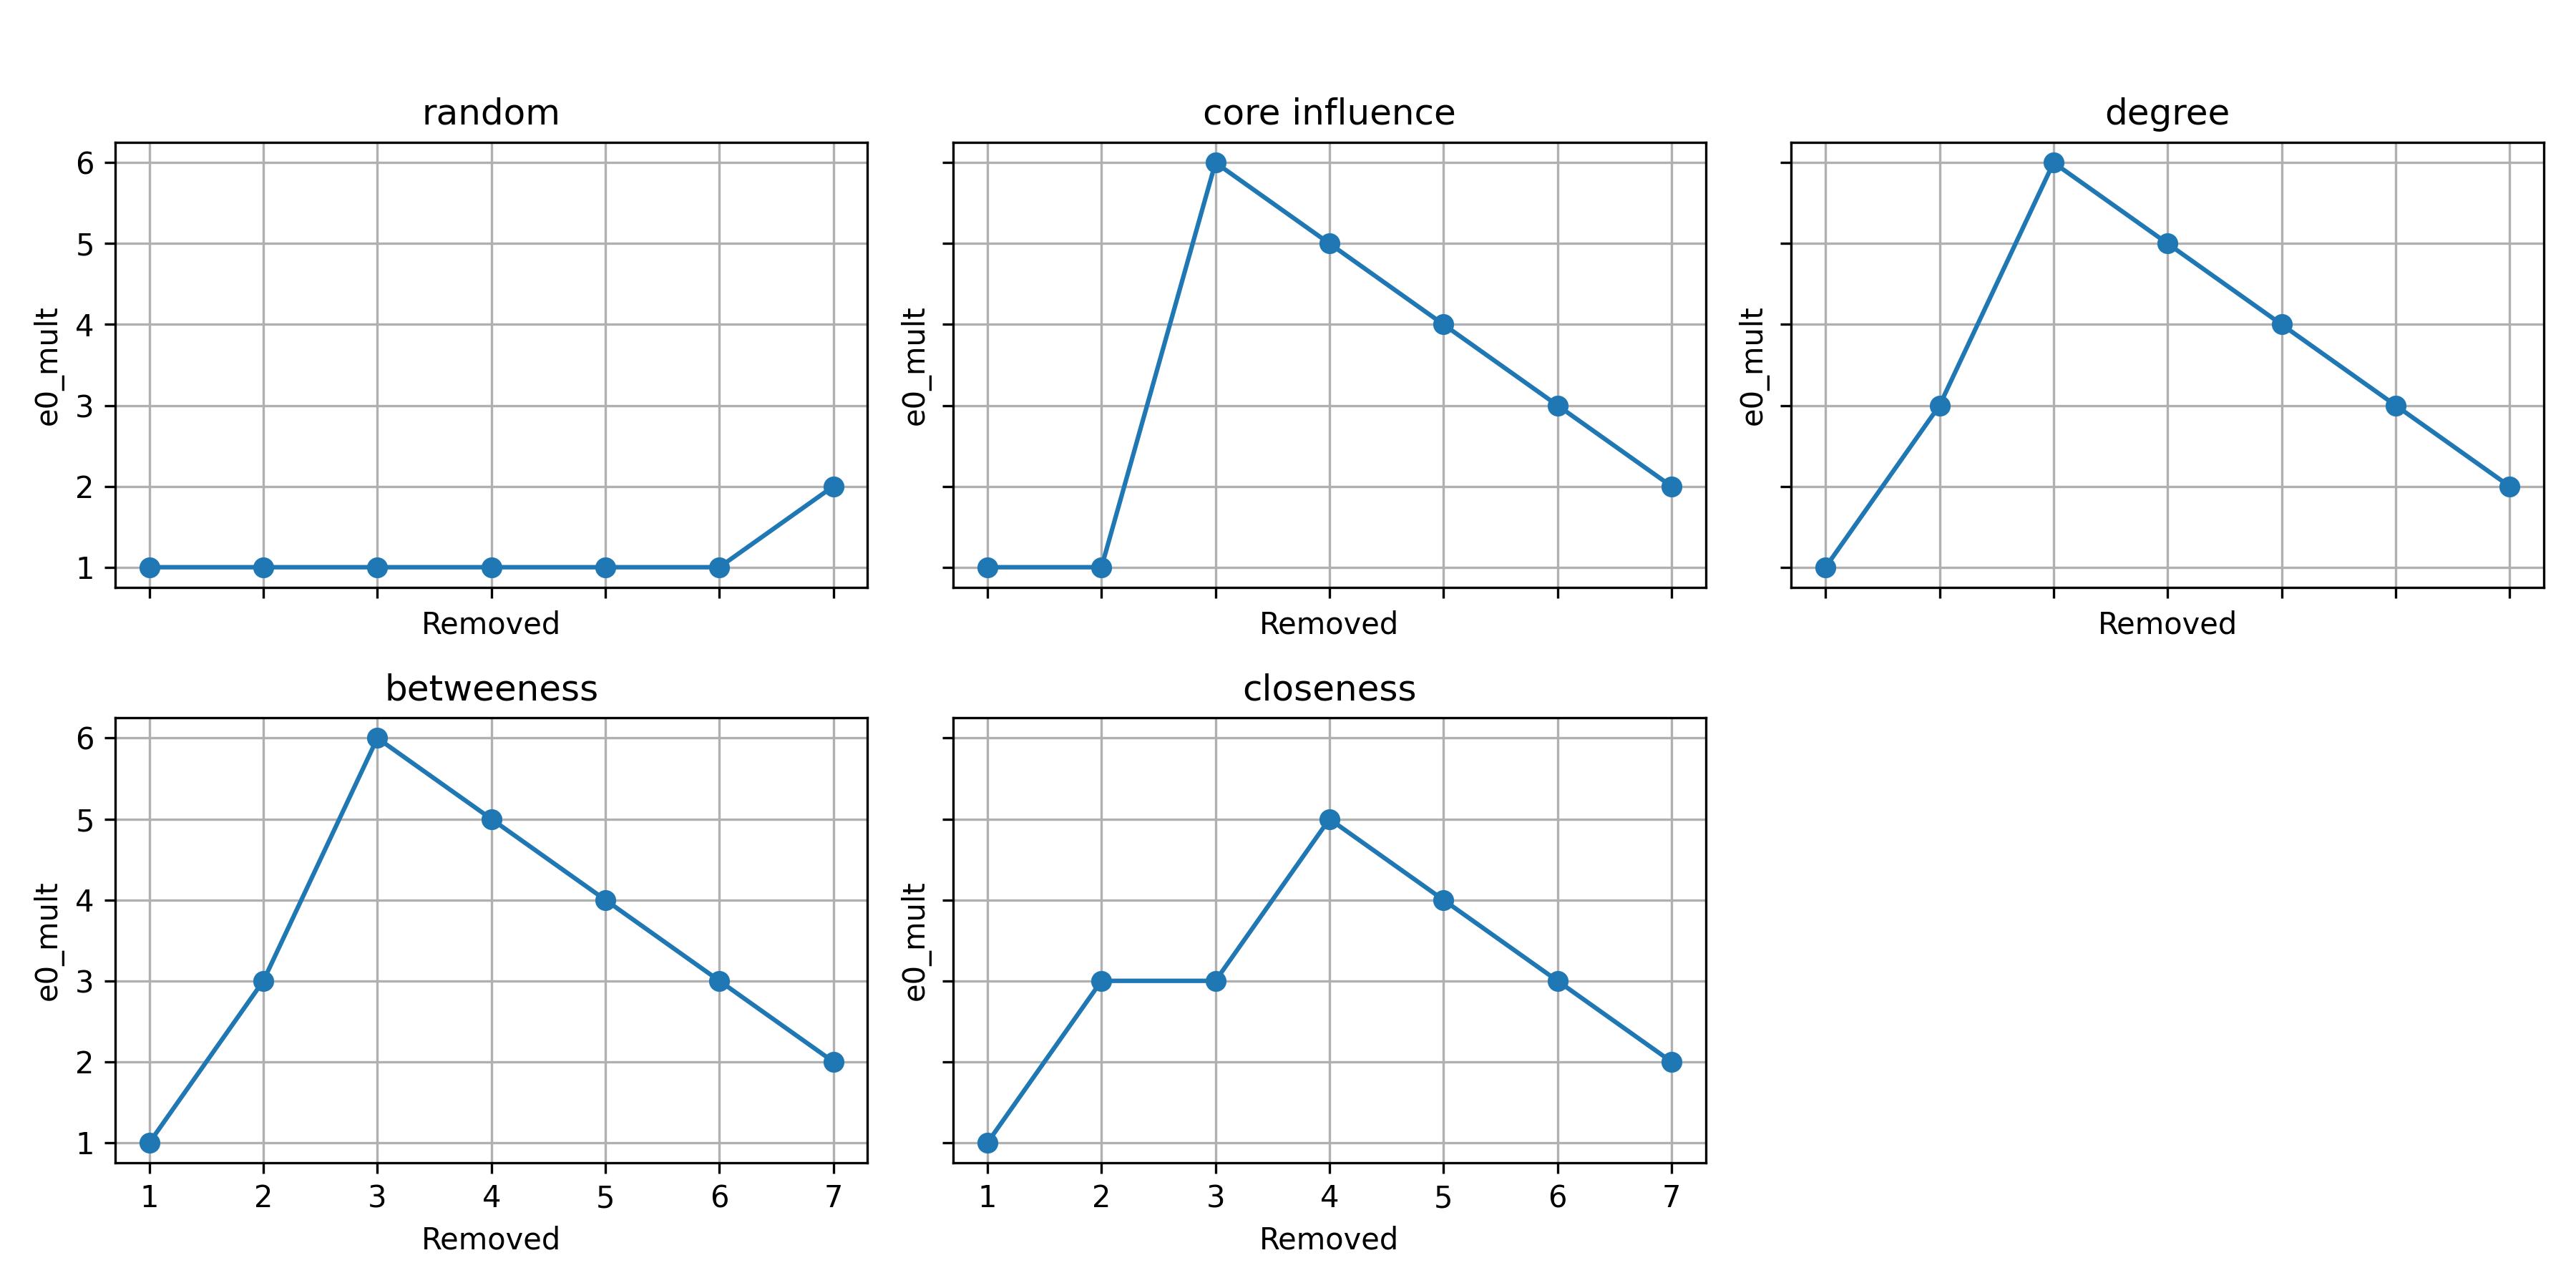 random
core influence
degree
6
5
4
3
2
1
e0_mult
e0_mult
e0_mult
Removed
Removed
Removed
betweeness
closeness
6
5
4
3
2
1
e0_mult
e0_mult
1 2 3 4 5 6 7
1 2 3 4 5 6 7
Removed
Removed